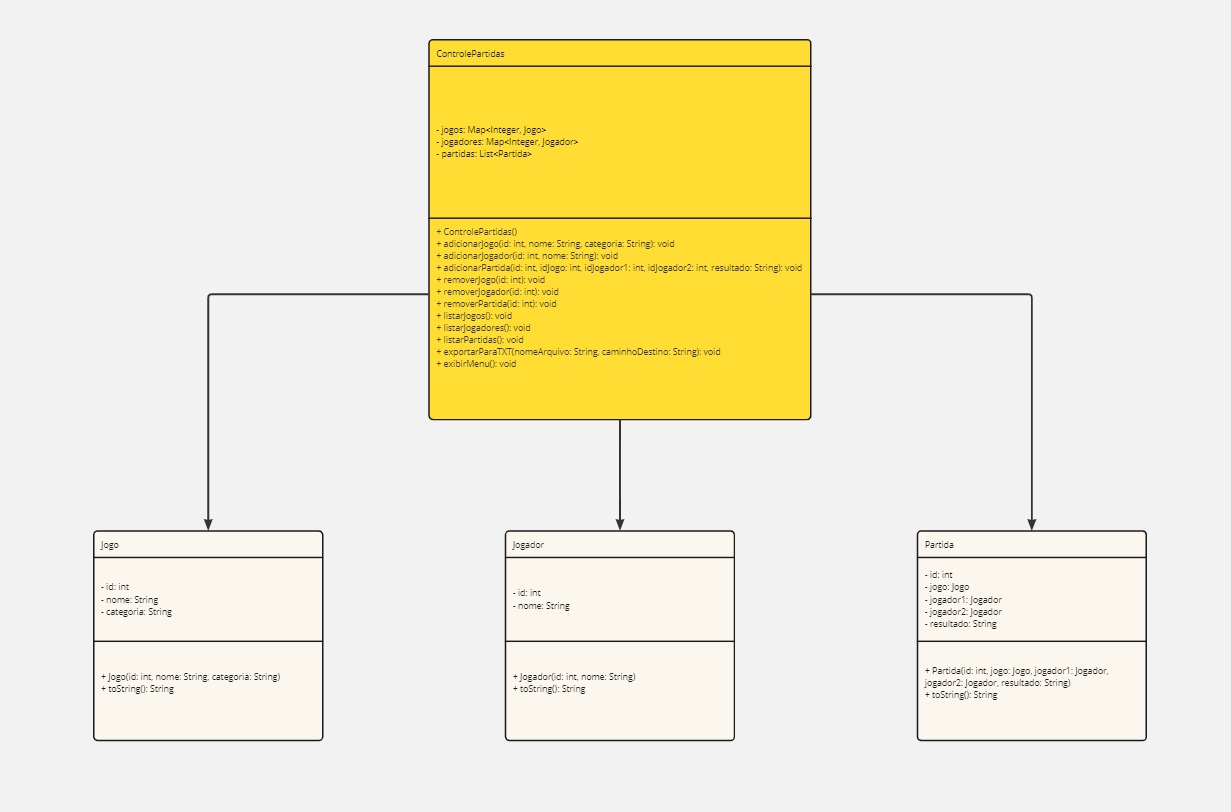 ControlePartidas
- jogos: Map<Integer, Jogo>
- jogadores: Map<Integer, Jogador>
- partidas: List<Partida>
+ ControlePartidas()
+ adicionarJogo(id: int, nome: String, categoria: String): void
+ adicionarJogador(id: int, nome: String): void
+ adicionarPartida(id: int, idJogo: int, idJogador1: int, idJogador2: int, resultado: String): void
+ removerJogo(id: int): void
+ removerJogador(id: int): void
+ removerPartida(id: int): void
+ listarJogos(): void
+ listarJogadores(): void
+ listarPartidas(): void
+ exportarParaTXT(nomeArquivo: String, caminhoDestino: String): void
+ exibirMenu(): void
Jogo
- id: int
- nome: String
- categoria: String
+ Jogo(id: int, nome: String, categoria: String)
+ toString(): String
Jogador
- id: int
- nome: String
+ Jogador(id: int, nome: String)
+ toString(): String
Partida
- id: int
- jogo: Jogo
- jogador1: Jogador
- jogador2: Jogador
- resultado: String
+ Partida(id: int, jogo: Jogo, jogador1: Jogador,
jogador2: Jogador, resultado: String)
+ toString(): String